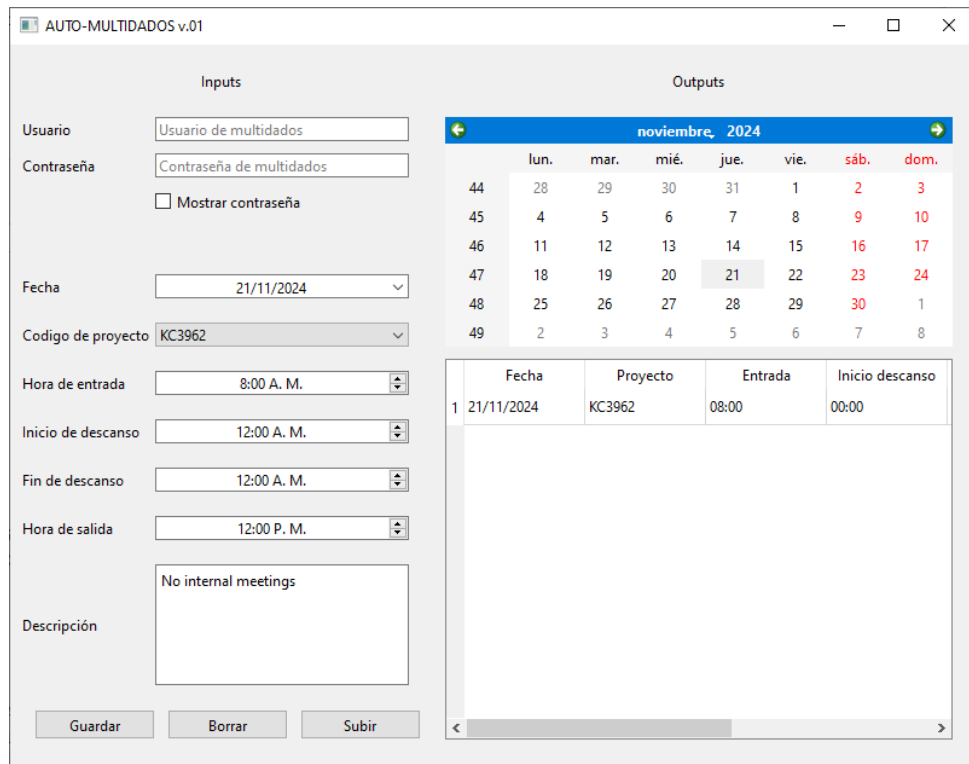 AUTO-MULTIDADOS v.01
Inputs
Usuario Usuario de multidados
Contraseña Contraseña de multidados
Mostrar contraseña
Fecha 21/11/2024
Codigo de proyecto KC3962
Hora de entrada 8:00 A. M.
Inicio de descanso 12:00 A. M.
Fin de descanso 12:00 A. M.
Hora de salida 12:00 P. M.
Descripción No internal meetings
Guardar Borrar Subir
Outputs
noviembre, 2024
lun. mar. mié. jue. vie. sáb. dom.
44 28 29 30 31 1 2 3
45 4 5 6 7 8 9 10
46 11 12 13 14 15 16 17
47 18 19 20 21 22 23 24
48 25 26 27 28 29 30 1
49 2 3 4 5 6 7 8
Fecha Proyecto Entrada Inicio descanso
1 21/11/2024 KC3962 08:00 00:00